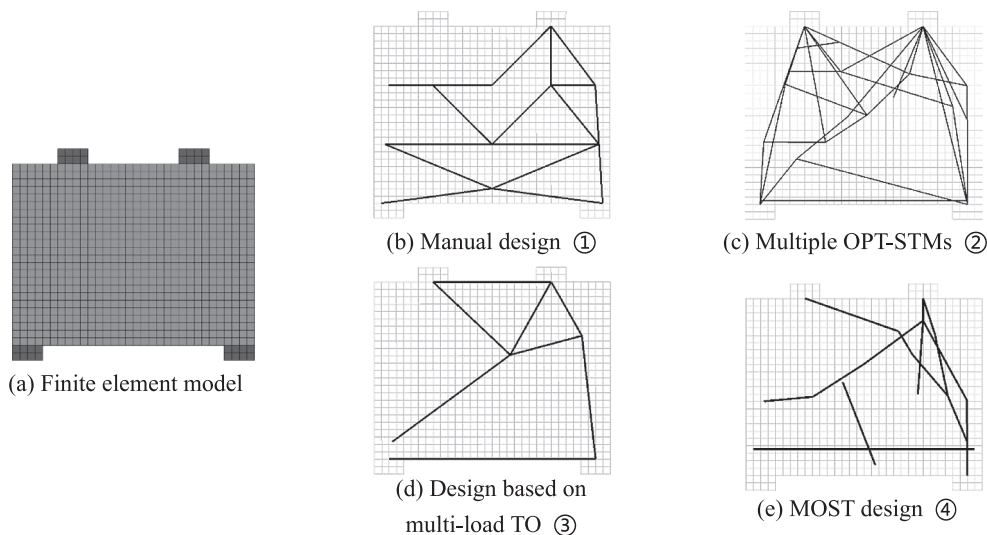 (a) Finite element model
(b) Manual design ①
(c) Multiple OPT-STMs ②
(d) Design based on
multi-load TO ③
(e) MOST design ④